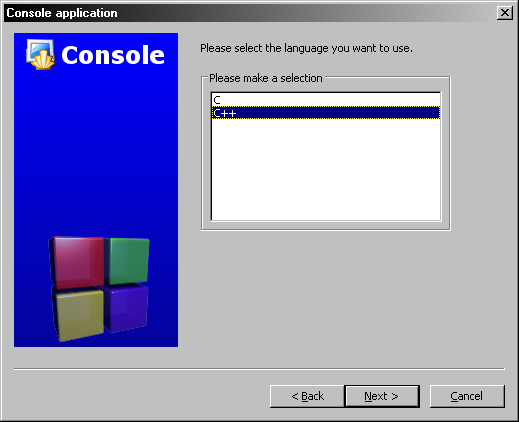 Console application
Console
Please select the language you want to use.
Please make a selection
C
C++
< Back
Next >
Cancel